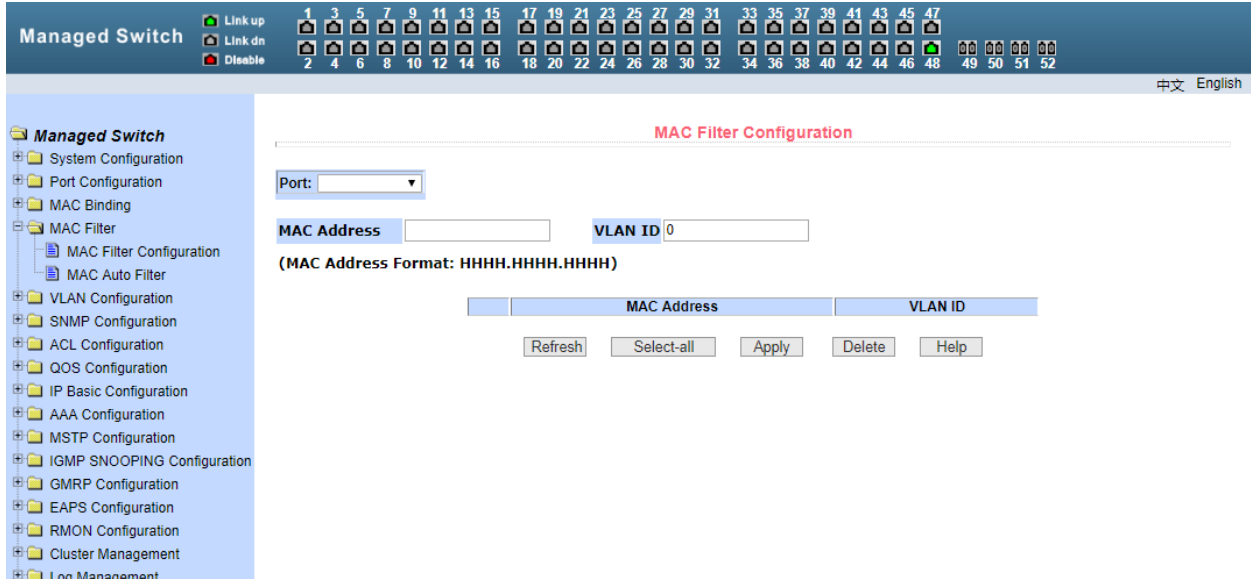 Managed Switch
Link up
Link dn
Disable
1 3 5 7 9 11 13 15 17 19 21 23 25 27 29 31 33 35 37 39 41 43 45 47
2 4 6 8 10 12 14 16 18 20 22 24 26 28 30 32 34 36 38 40 42 44 46 48 49 50 51 52
中文 English
Managed Switch
System Configuration
Port Configuration
MAC Binding
MAC Filter
MAC Filter Configuration
MAC Auto Filter
VLAN Configuration
SNMP Configuration
ACL Configuration
QOS Configuration
IP Basic Configuration
AAA Configuration
MSTP Configuration
IGMP SNOOPING Configuration
GMRP Configuration
EAPS Configuration
RMON Configuration
Cluster Management
Log Management
MAC Filter Configuration
Port:
MAC Address VLAN ID 0
(MAC Address Format: HHHH.HHHH.HHHH)
MAC Address VLAN ID
Refresh Select-all Apply Delete Help